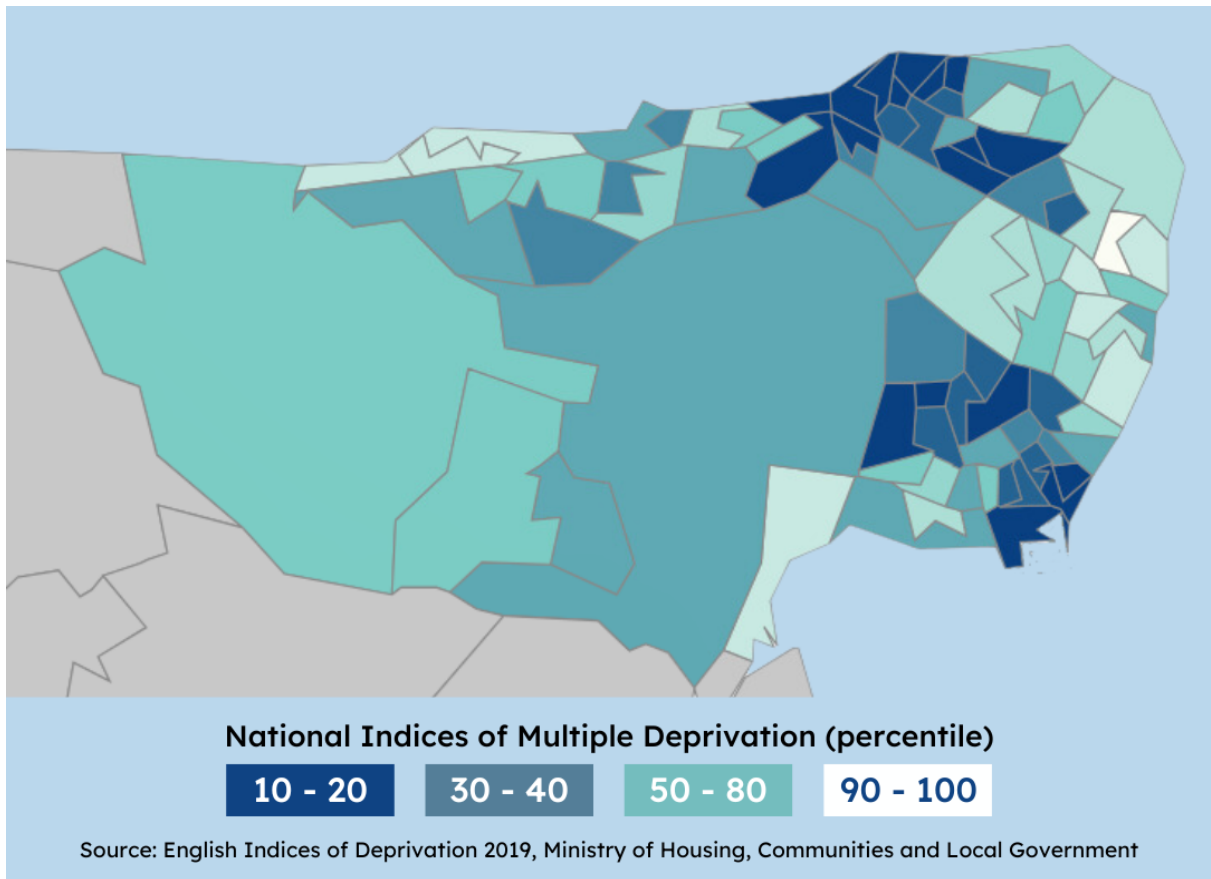 National Indices of Multiple Deprivation (percentile)
10 - 20
30 - 40
50 - 80
90 - 100
Source: English Indices of Deprivation 2019, Ministry of Housing, Communities and Local Government